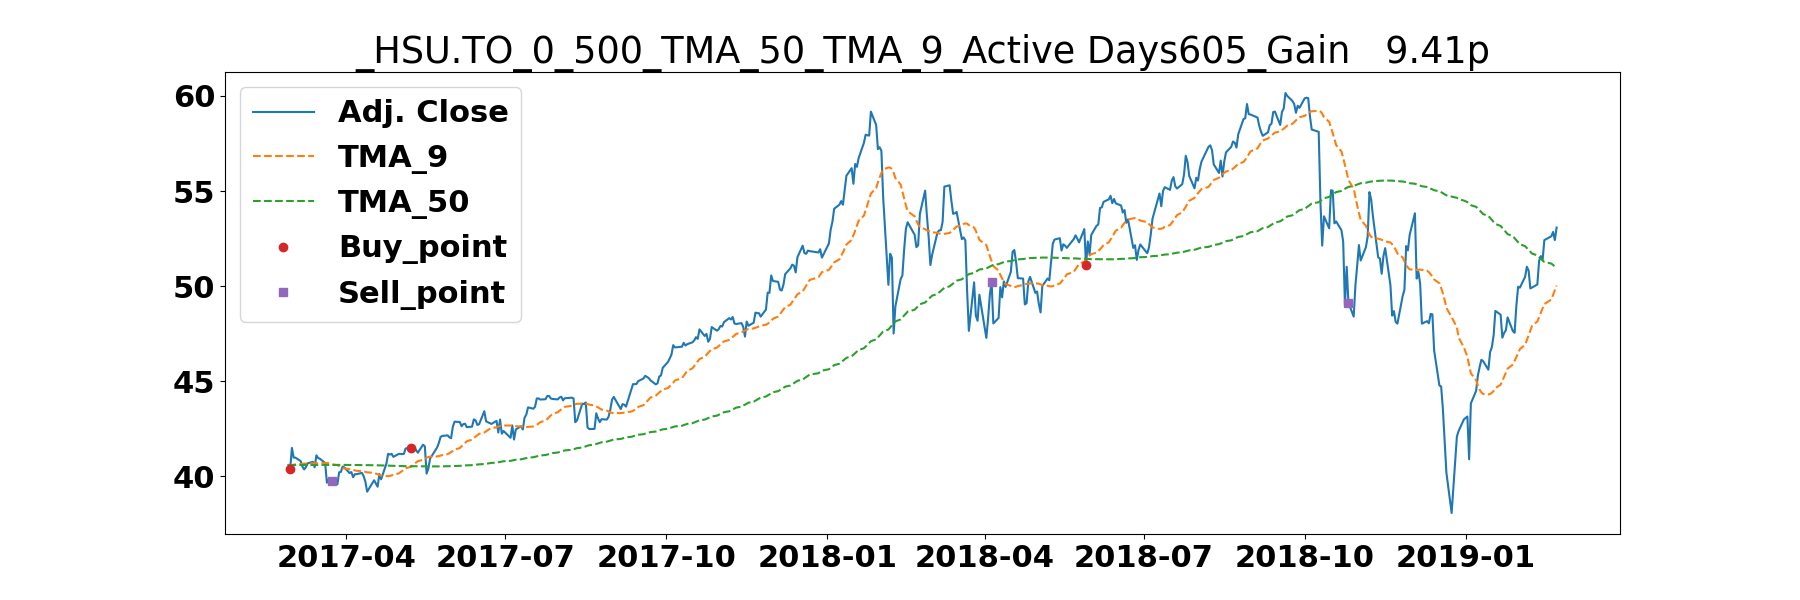 _HSU.TO_0_500_TMA_50_TMA_9_Active Days605_Gain   9.41p
60
55
50
45
40
Adj. Close
TMA_9
TMA_50
Buy_point
Sell_point
2017-04 2017-07 2017-10 2018-01 2018-04 2018-07 2018-10 2019-01